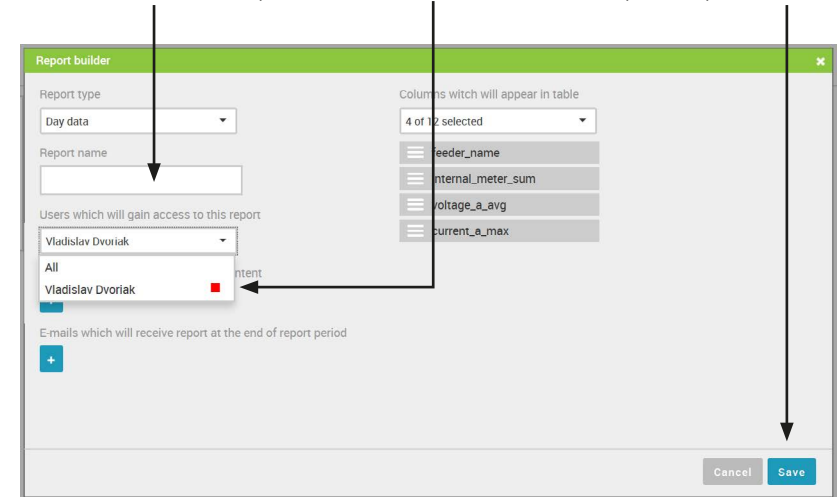 Report builder
Report type
Day data
Report name
Users which will gain access to this report
Vladislav Dvoriak
All
Vladislav Dvoriak
E-mails which will receive report at the end of report period
+
Columns witch will appear in table
4 of 12 selected
feeder_name
internal_meter_sum
voltage_a_avg
current_a_max
Cancel
Save